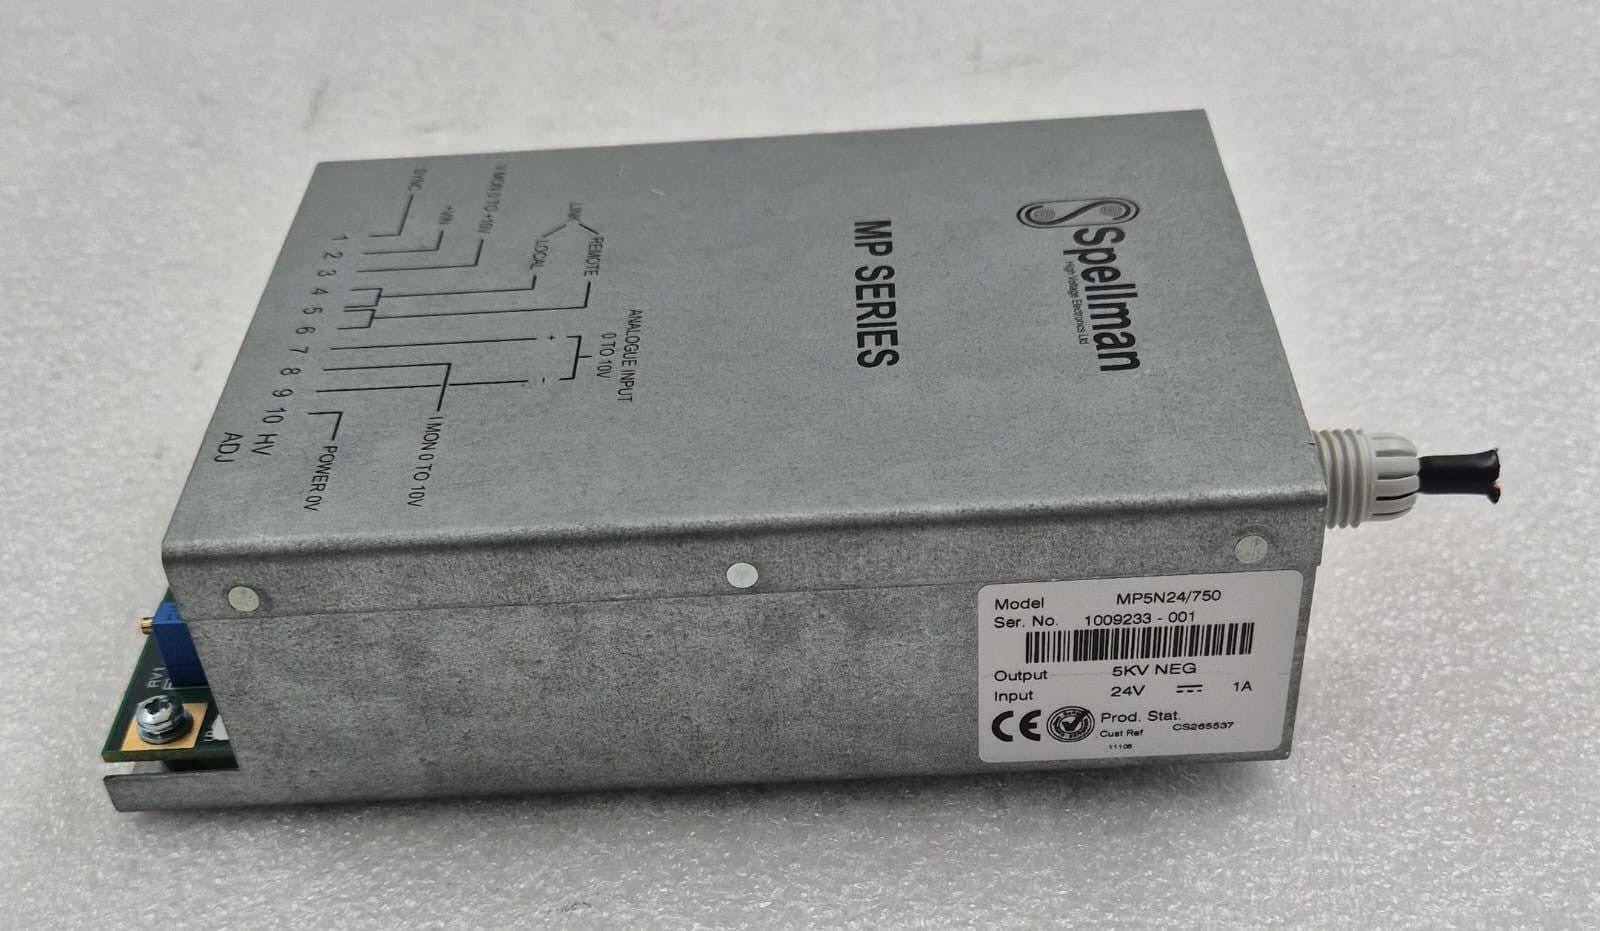 Spellman
High Voltage Electronics Ltd
MP SERIES
ANALOGUE INPUT
0 TO 10V
+
-
REMOTE
LINK
LOCAL
V MON 0 TO +10V
+VIN
SYNC
I MON 0 TO 10V
POWER 0V
1 2 3 4 5 6 7 8 9 10 HV
ADJ
RV1
Model MP5N24/750
Ser. No. 1009233 - 001
Output 5KV NEG
Input 24V 1A
CE Prod. Stat.
Cust Ref CS265537
11106